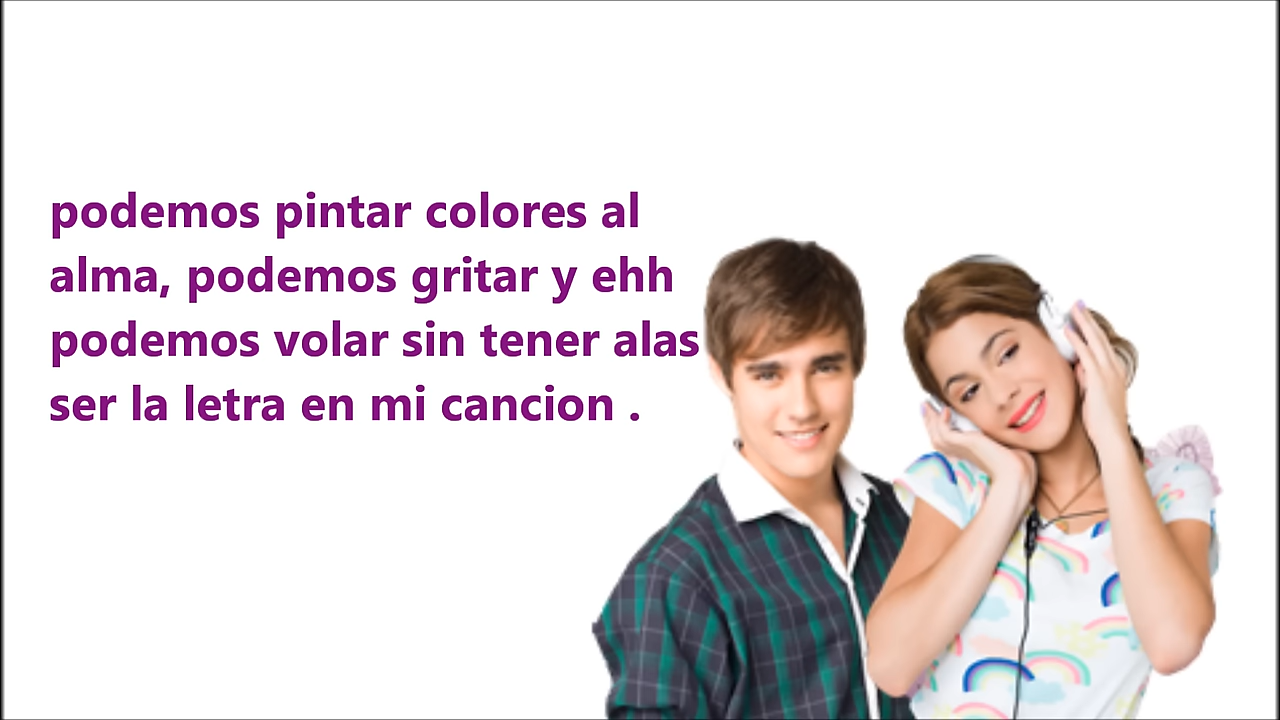 podemos pintar colores al
alma, podemos gritar y ehh
podemos volar sin tener alas
ser la letra en mi cancion .